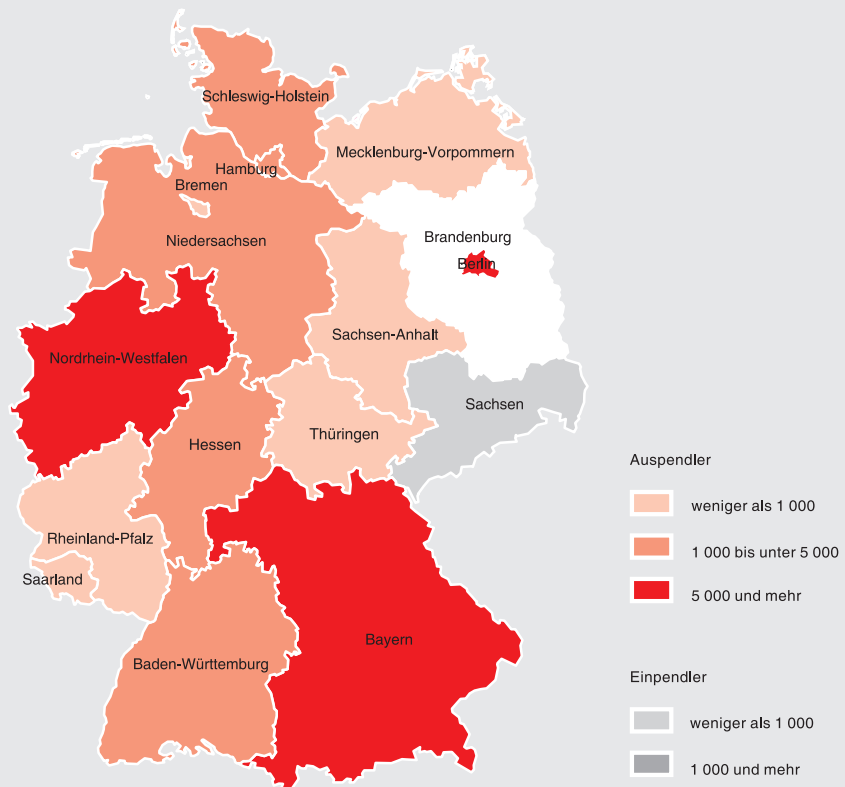 Schleswig-Holstein
Mecklenburg-Vorpommern
Hamburg
Bremen
Niedersachsen
Brandenburg
Berlin
Sachsen-Anhalt
Nordrhein-Westfalen
Sachsen
Thüringen
Hessen
Rheinland-Pfalz
Saarland
Bayern
Baden-Württemburg
Auspendler
weniger als 1 000
1 000 bis unter 5 000
5 000 und mehr
Einpendler
weniger als 1 000
1 000 und mehr